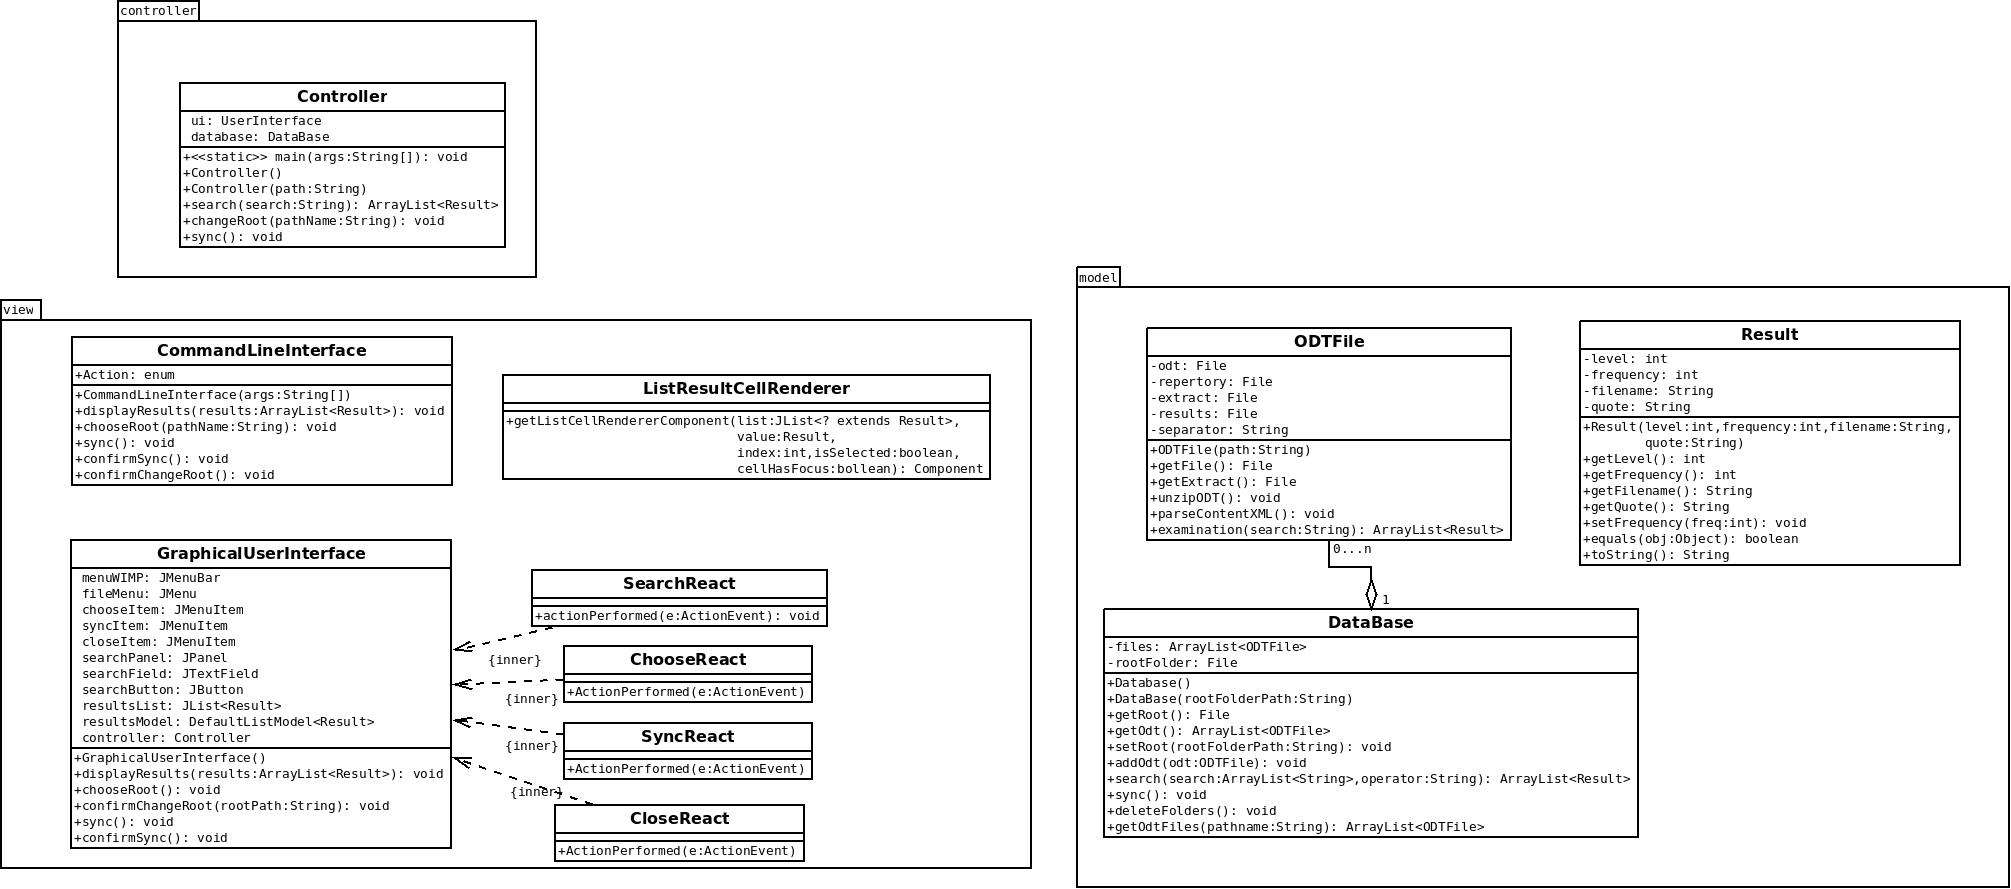 controller
Controller
ui: UserInterface
database: DataBase
+<<static>> main(args:String[]): void
+Controller()
+Controller(path:String)
+search(search:String): ArrayList<Result>
+changeRoot(pathName:String): void
+sync(): void
view
CommandLineInterface
+Action: enum
+CommandLineInterface(args:String[])
+displayResults(results:ArrayList<Result>): void
+chooseRoot(pathName:String): void
+sync(): void
+confirmSync(): void
+confirmChangeRoot(): void
ListResultCellRenderer
+getListCellRendererComponent(list:JList<? extends Result>,
value:Result,
index:int,isSelected:boolean,
cellHasFocus:bollean): Component
GraphicalUserInterface
menuWIMP: JMenuBar
fileMenu: JMenu
chooseItem: JMenuItem
syncItem: JMenuItem
closeItem: JMenuItem
searchPanel: JPanel
searchField: JTextField
searchButton: JButton
resultsList: JList<Result>
resultsModel: DefaultListModel<Result>
controller: Controller
+GraphicalUserInterface()
+displayResults(results:ArrayList<Result>): void
+chooseRoot(): void
+confirmChangeRoot(rootPath:String): void
+sync(): void
+confirmSync(): void
SearchReact
+actionPerformed(e:ActionEvent): void
{inner}
ChooseReact
+ActionPerformed(e:ActionEvent)
{inner}
SyncReact
+ActionPerformed(e:ActionEvent)
{inner}
CloseReact
+ActionPerformed(e:ActionEvent)
{inner}
model
ODTFile
-odt: File
-repertory: File
-extract: File
-results: File
-separator: String
+ODTFile(path:String)
+getFile(): File
+getExtract(): File
+unzipODT(): void
+parseContentXML(): void
+examination(search:String): ArrayList<Result>
0...n
1
Result
-level: int
-frequency: int
-filename: String
-quote: String
+Result(level:int,frequency:int,filename:String,
quote:String)
+getLevel(): int
+getFrequency(): int
+getFilename(): String
+getQuote(): String
+setFrequency(freq:int): void
+equals(obj:Object): boolean
+toString(): String
DataBase
-files: ArrayList<ODTFile>
-rootFolder: File
+Database()
+DataBase(rootFolderPath:String)
+getRoot(): File
+getOdt(): ArrayList<ODTFile>
+setRoot(rootFolderPath:String): void
+addOdt(odt:ODTFile): void
+search(search:ArrayList<String>,operator:String): ArrayList<Result>
+sync(): void
+deleteFolders(): void
+getOdtFiles(pathname:String): ArrayList<ODTFile>